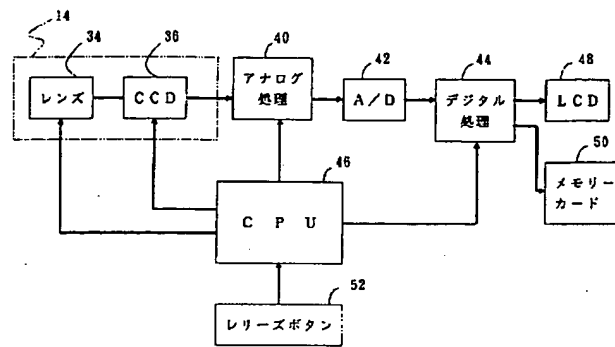 14
34
36
40
42
44
48
レンズ
CCD
アナログ
処理
A/D
デジタル
処理
LCD
50
メモリー
カード
46
CPU
52
レリーズボタン